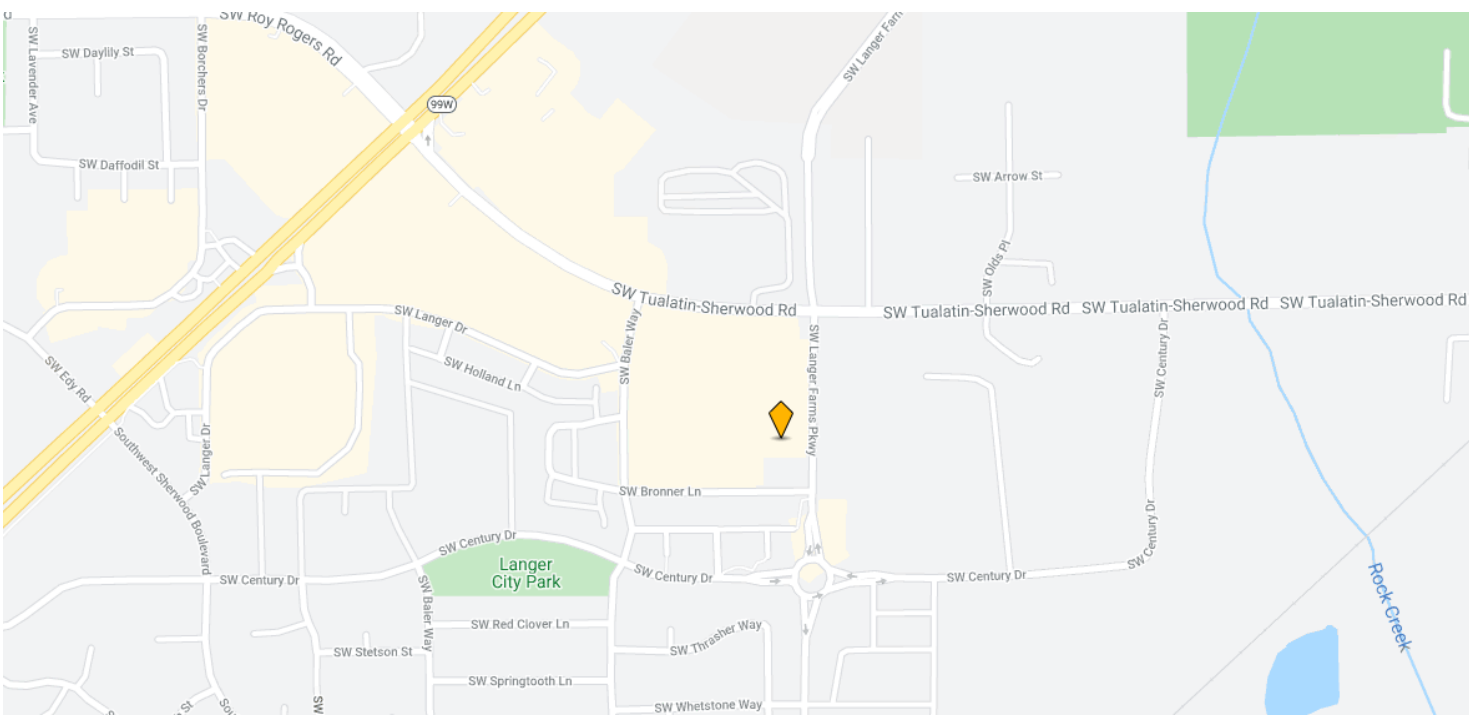 d
SW Roy Rogers Rd
SW Lavender Ave
SW Daylily St
SW Borchers Dr
99W
SW Langer Farm
SW Daffodil St
SW Arrow St
SW Olds Pl
SW Tualatin-Sherwood Rd
SW Tualatin-Sherwood Rd
SW Tualatin-Sherwood Rd
SW Tualatin-Sherwood Rd
SW Langer Dr
SW Baler Way
SW Langer Farms Pkwy
SW Century Dr
SW Edy Rd
SW Holland Ln
Southwest Sherwood Boulevard
SW Langer Dr
SW Bronner Ln
SW Century Dr
SW Century Dr
Langer
City Park
SW Century Dr
SW Century Dr
SW Century Dr
SW Baler Way
Rock Creek
SW Red Clover Ln
SW Thrasher Way
SW Stetson St
SW Springtooth Ln
SW Whetstone Way
SW
St
Sou